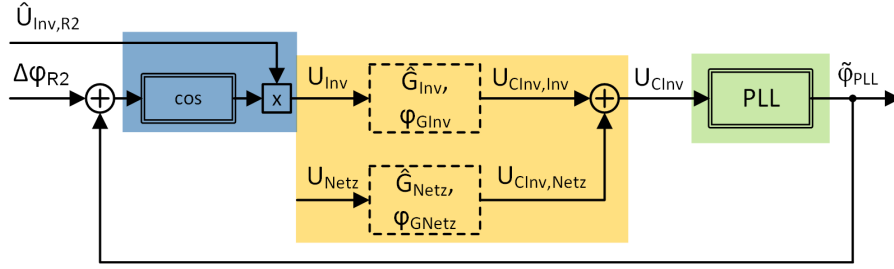 Û_Inv,R2
Δφ_R2
cos
x
U_Inv
Ĝ_Inv,
φ_GInv
U_CInv,Inv
U_CInv
PLL
φ̃_PLL
U_Netz
Ĝ_Netz,
φ_GNetz
U_CInv,Netz